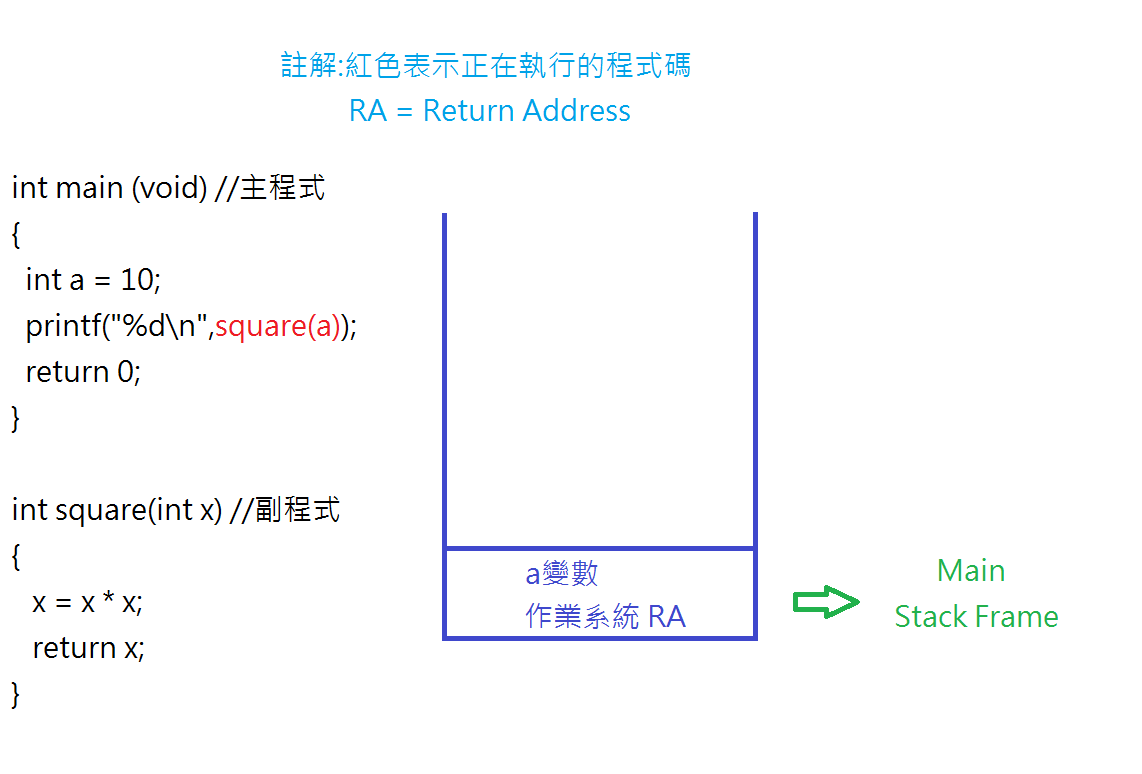 註解:紅色表示正在執行的程式碼
RA = Return Address
int main (void) //主程式
{
int a = 10;
printf("%d\n",square(a));
return 0;
}
int square(int x) //副程式
{
x = x * x;
return x;
}
a變數
作業系統 RA
Main
Stack Frame